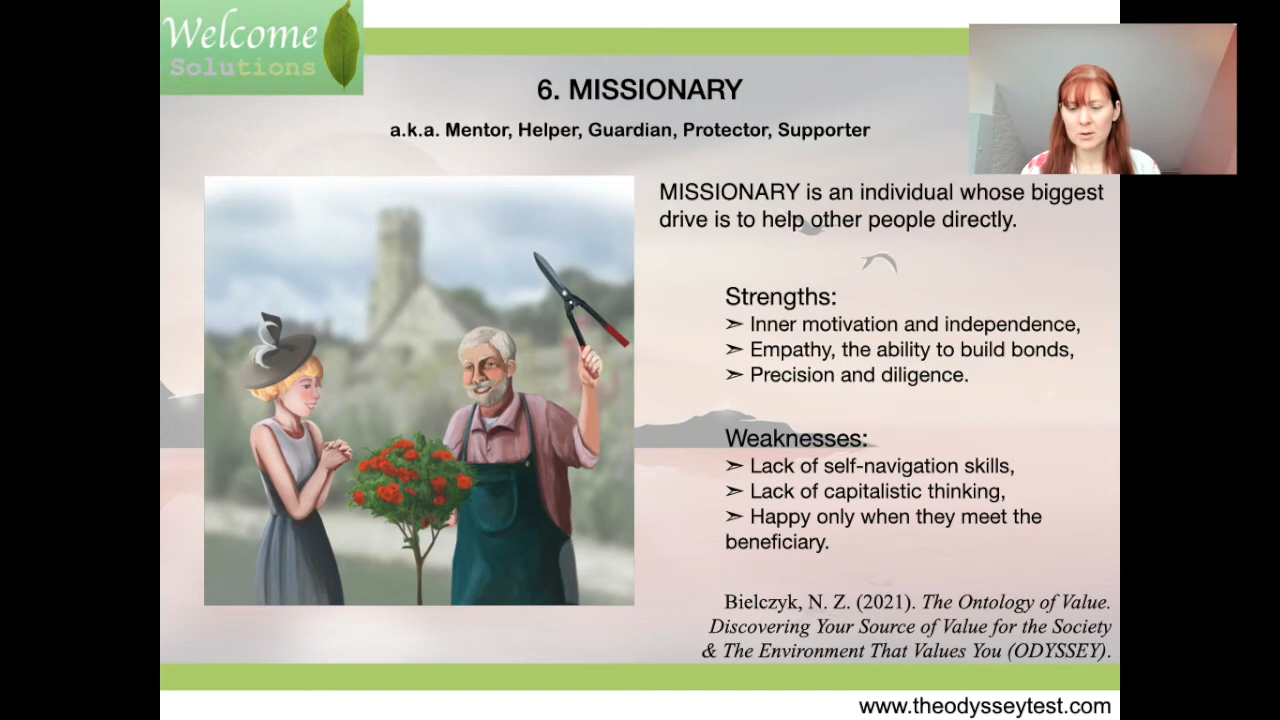 Welcome
Solutions
6. MISSIONARY
a.k.a. Mentor, Helper, Guardian, Protector, Supporter
MISSIONARY is an individual whose biggest
drive is to help other people directly.
Strengths:
➣ Inner motivation and independence,
➣ Empathy, the ability to build bonds,
➣ Precision and diligence.
Weaknesses:
➣ Lack of self-navigation skills,
➣ Lack of capitalistic thinking,
➣ Happy only when they meet the
beneficiary.
Bielczyk, N. Z. (2021). The Ontology of Value.
Discovering Your Source of Value for the Society
& The Environment That Values You (ODYSSEY).
www.theodysseytest.com